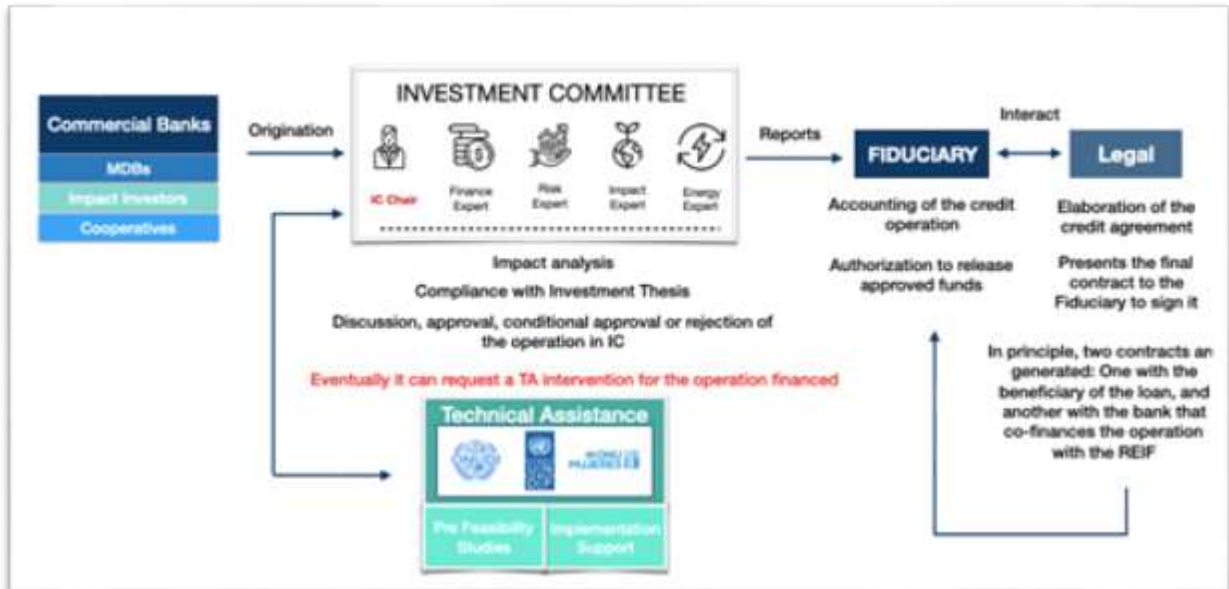 Commercial Banks
MDBs
Impact Investors
Cooperatives
Origination
INVESTMENT COMMITTEE
IC Chair
Finance
Expert
Risk
Expert
Impact
Expert
Energy
Expert
Impact analysis
Compliance with Investment Thesis
Discussion, approval, conditional approval or rejection of
the operation in IC
Eventually it can request a TA intervention for the operation financed
Technical Assistance
ONU
MUJERES
Pre Feasibility
Studies
Implementation
Support
Reports
FIDUCIARY
Accounting of the credit
operation
Authorization to release
approved funds
Interact
Legal
Elaboration of the
credit agreement
Presents the final
contract to the
Fiduciary to sign it
In principle, two contracts an
generated: One with the
beneficiary of the loan, and
another with the bank that
co-finances the operation
with the REIF